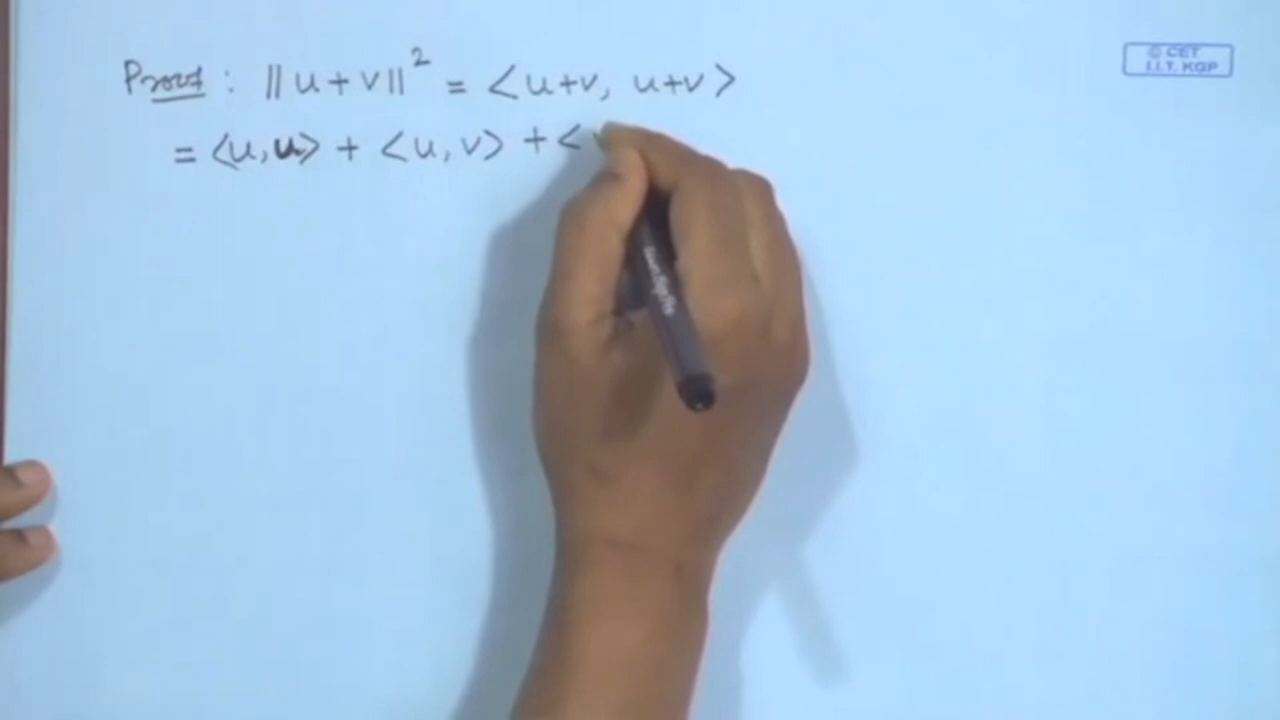 Proof : ‖u+v‖² = <u+v, u+v>
= <u,u> + <u,v> + <
© CET
I.I.T. KGP